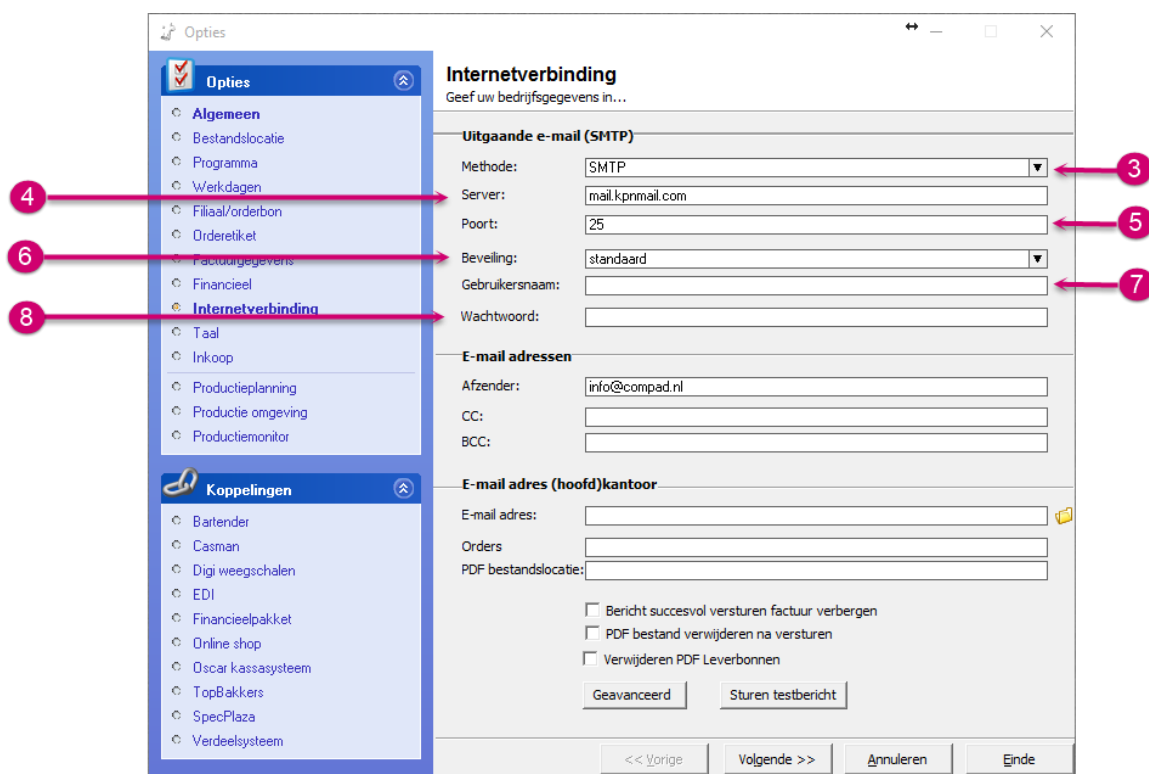 Opties
Opties
Algemeen
Bestandslocatie
Programma
Werkdagen
Filiaal/orderbon
Orderetiket
Factuurgegevens
Financieel
Internetverbinding
Taal
Inkoop
Productieplanning
Productie omgeving
Productiemonitor
Koppelingen
Bartender
Casman
Digi weegschalen
EDI
Financieelpakket
Online shop
Oscar kassasysteem
TopBakkers
SpecPlaza
Verdeelsysteem
Internetverbinding
Geef uw bedrijfsgegevens in...
Uitgaande e-mail (SMTP)
Methode: SMTP 3
4 Server: mail.kpnmail.com
Poort: 25 5
6 Beveiling: standaard
Gebruikersnaam: 7
8 Wachtwoord:
E-mail adressen
Afzender: info@compad.nl
CC:
BCC:
E-mail adres (hoofd)kantoor
E-mail adres:
Orders
PDF bestandslocatie:
Bericht succesvol versturen factuur verbergen
PDF bestand verwijderen na versturen
Verwijderen PDF Leverbonnen
Geavanceerd Sturen testbericht
<< Vorige Volgende >> Annuleren Einde